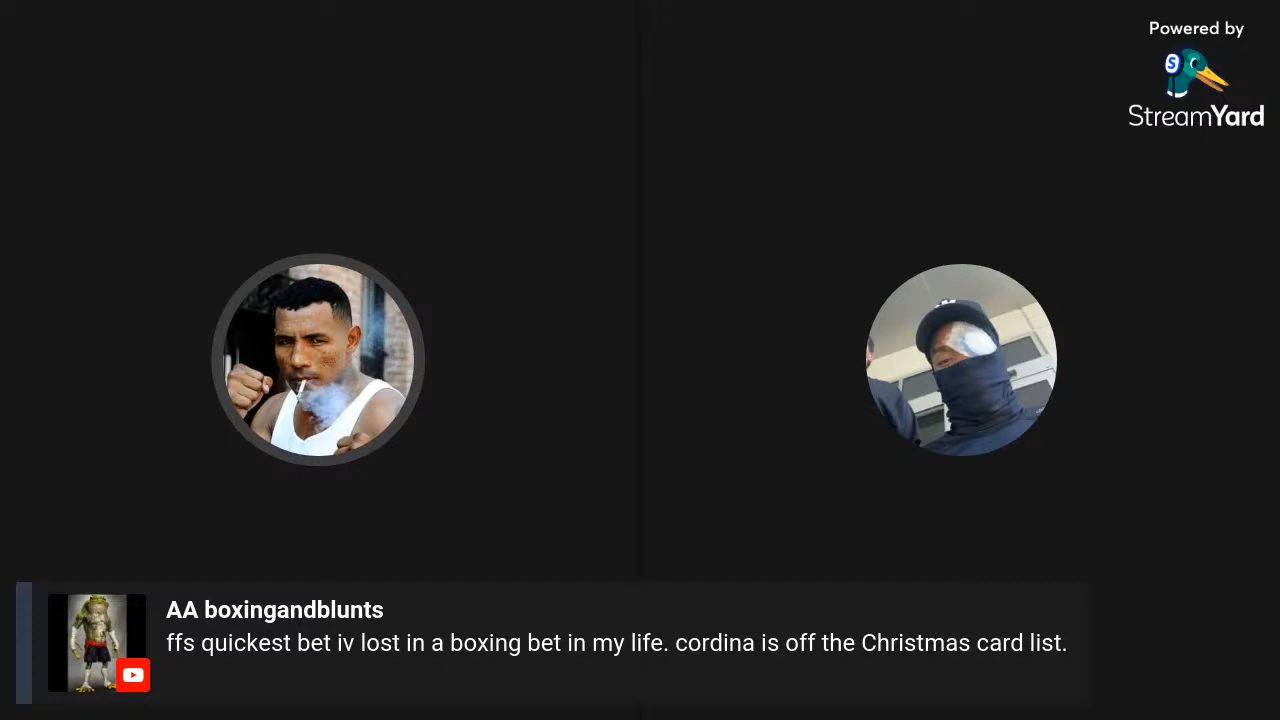 Powered by
S
StreamYard
AA boxingandblunts
ffs quickest bet iv lost in a boxing bet in my life. cordina is off the Christmas card list.